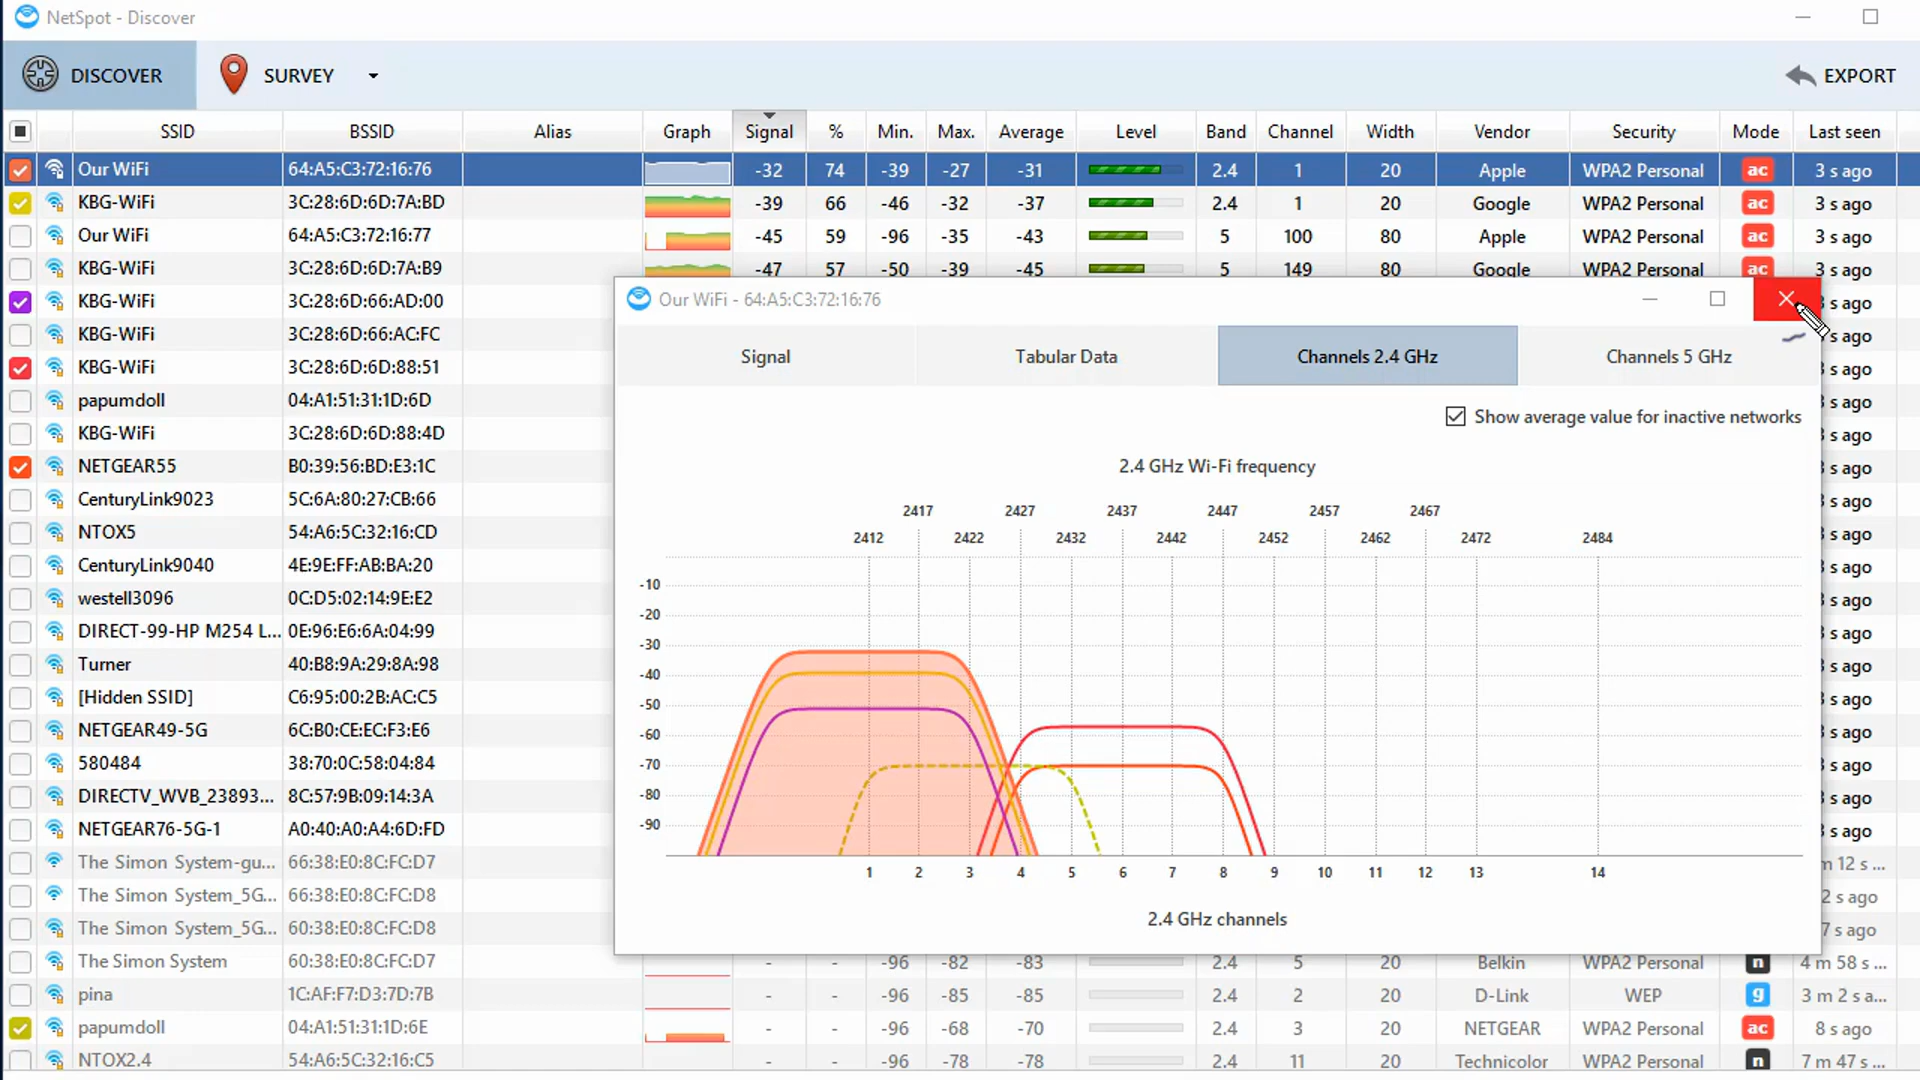 NetSpot - Discover
DISCOVER SURVEY EXPORT
SSID BSSID Alias Graph Signal % Min. Max. Average Level Band Channel Width Vendor Security Mode Last seen
Our WiFi 64:A5:C3:72:16:76 -32 74 -39 -27 -31 2.4 1 20 Apple WPA2 Personal ac 3 s ago
KBG-WiFi 3C:28:6D:6D:7A:BD -39 66 -46 -32 -37 2.4 1 20 Google WPA2 Personal ac 3 s ago
Our WiFi 64:A5:C3:72:16:77 -45 59 -96 -35 -43 5 100 80 Apple WPA2 Personal ac 3 s ago
KBG-WiFi 3C:28:6D:6D:7A:B9 -47 57 -50 -39 -45 5 149 80 Google WPA2 Personal ac 3 s ago
KBG-WiFi 3C:28:6D:66:AD:00 s ago
KBG-WiFi 3C:28:6D:66:AC:FC s ago
KBG-WiFi 3C:28:6D:6D:88:51 s ago
papumdoll 04:A1:51:31:1D:6D s ago
KBG-WiFi 3C:28:6D:6D:88:4D s ago
NETGEAR55 B0:39:56:BD:E3:1C s ago
CenturyLink9023 5C:6A:80:27:CB:66 s ago
NTOX5 54:A6:5C:32:16:CD s ago
CenturyLink9040 4E:9E:FF:AB:BA:20 s ago
westell3096 0C:D5:02:14:9E:E2 s ago
DIRECT-99-HP M254 L... 0E:96:E6:6A:04:99 s ago
Turner 40:B8:9A:29:8A:98 s ago
[Hidden SSID] C6:95:00:2B:AC:C5 s ago
NETGEAR49-5G 6C:B0:CE:EC:F3:E6 s ago
580484 38:70:0C:58:04:84 s ago
DIRECTV_WVB_23893... 8C:57:9B:09:14:3A s ago
NETGEAR76-5G-1 A0:40:A0:A4:6D:FD s ago
The Simon System-gu... 66:38:E0:8C:FC:D7 m 12 s ...
The Simon System_5G... 66:38:E0:8C:FC:D8 2 s ago
The Simon System_5G... 60:38:E0:8C:FC:D8 7 s ago
The Simon System 60:38:E0:8C:FC:D7 - - -96 -82 -83 2.4 5 20 Belkin WPA2 Personal n 4 m 58 s ...
pina 1C:AF:F7:D3:7D:7B - - -96 -85 -85 2.4 2 20 D-Link WEP g 3 m 2 s a...
papumdoll 04:A1:51:31:1D:6E - - -96 -68 -70 2.4 3 20 NETGEAR WPA2 Personal ac 8 s ago
NTOX2.4 54:A6:5C:32:16:C5 - - -96 -78 -78 2.4 11 20 Technicolor WPA2 Personal n 7 m 47 s ...
Our WiFi - 64:A5:C3:72:16:76
Signal Tabular Data Channels 2.4 GHz Channels 5 GHz
Show average value for inactive networks
2.4 GHz Wi-Fi frequency
2417 2427 2437 2447 2457 2467
2412 2422 2432 2442 2452 2462 2472 2484
-10
-20
-30
-40
-50
-60
-70
-80
-90
1 2 3 4 5 6 7 8 9 10 11 12 13 14
2.4 GHz channels